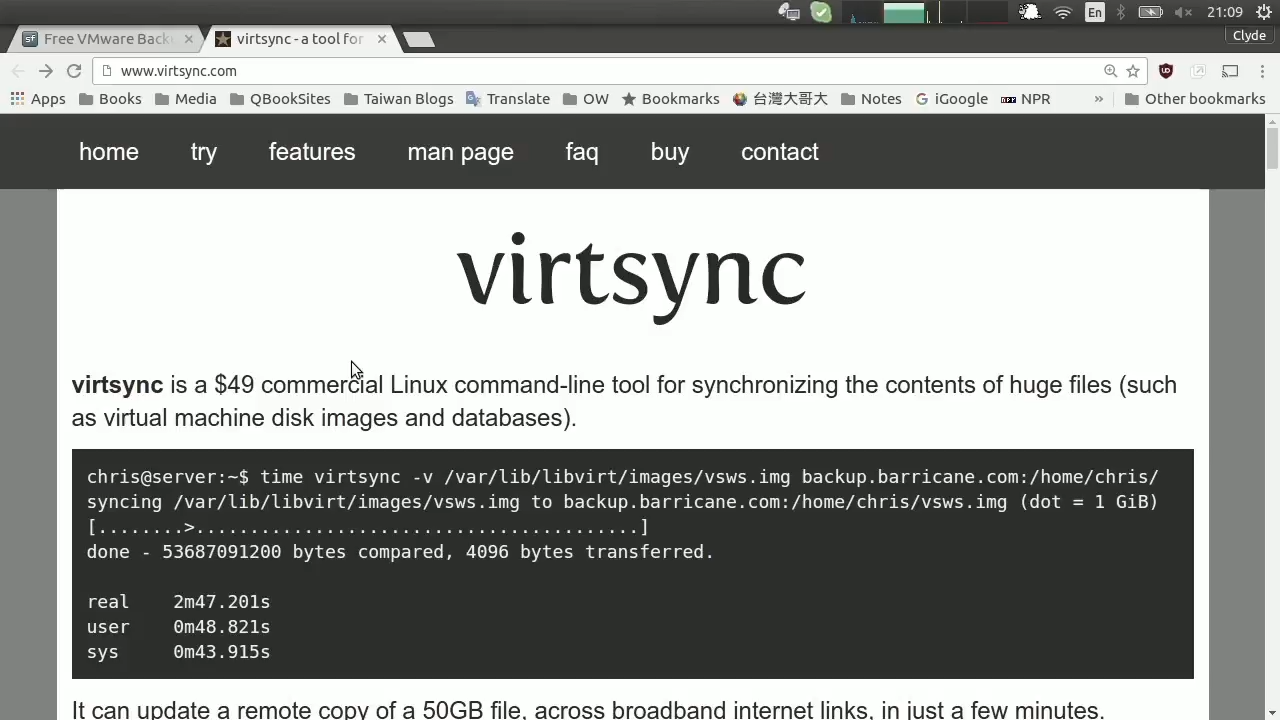 En
21:09
Free VMware Back
virtsync - a tool for
Clyde
www.virtsync.com
Apps
Books
Media
QBookSites
Taiwan Blogs
Translate
OW
Bookmarks
台灣大哥大
Notes
iGoogle
NPR
»
Other bookmarks
home
try
features
man page
faq
buy
contact
virtsync
virtsync is a $49 commercial Linux command-line tool for synchronizing the contents of huge files (such
as virtual machine disk images and databases).
chris@server:~$ time virtsync -v /var/lib/libvirt/images/vsws.img backup.barricane.com:/home/chris/
syncing /var/lib/libvirt/images/vsws.img to backup.barricane.com:/home/chris/vsws.img (dot = 1 GiB)
[........>.........................................]
done - 53687091200 bytes compared, 4096 bytes transferred.
real 2m47.201s
user 0m48.821s
sys 0m43.915s
It can update a remote copy of a 50GB file, across broadband internet links, in just a few minutes.